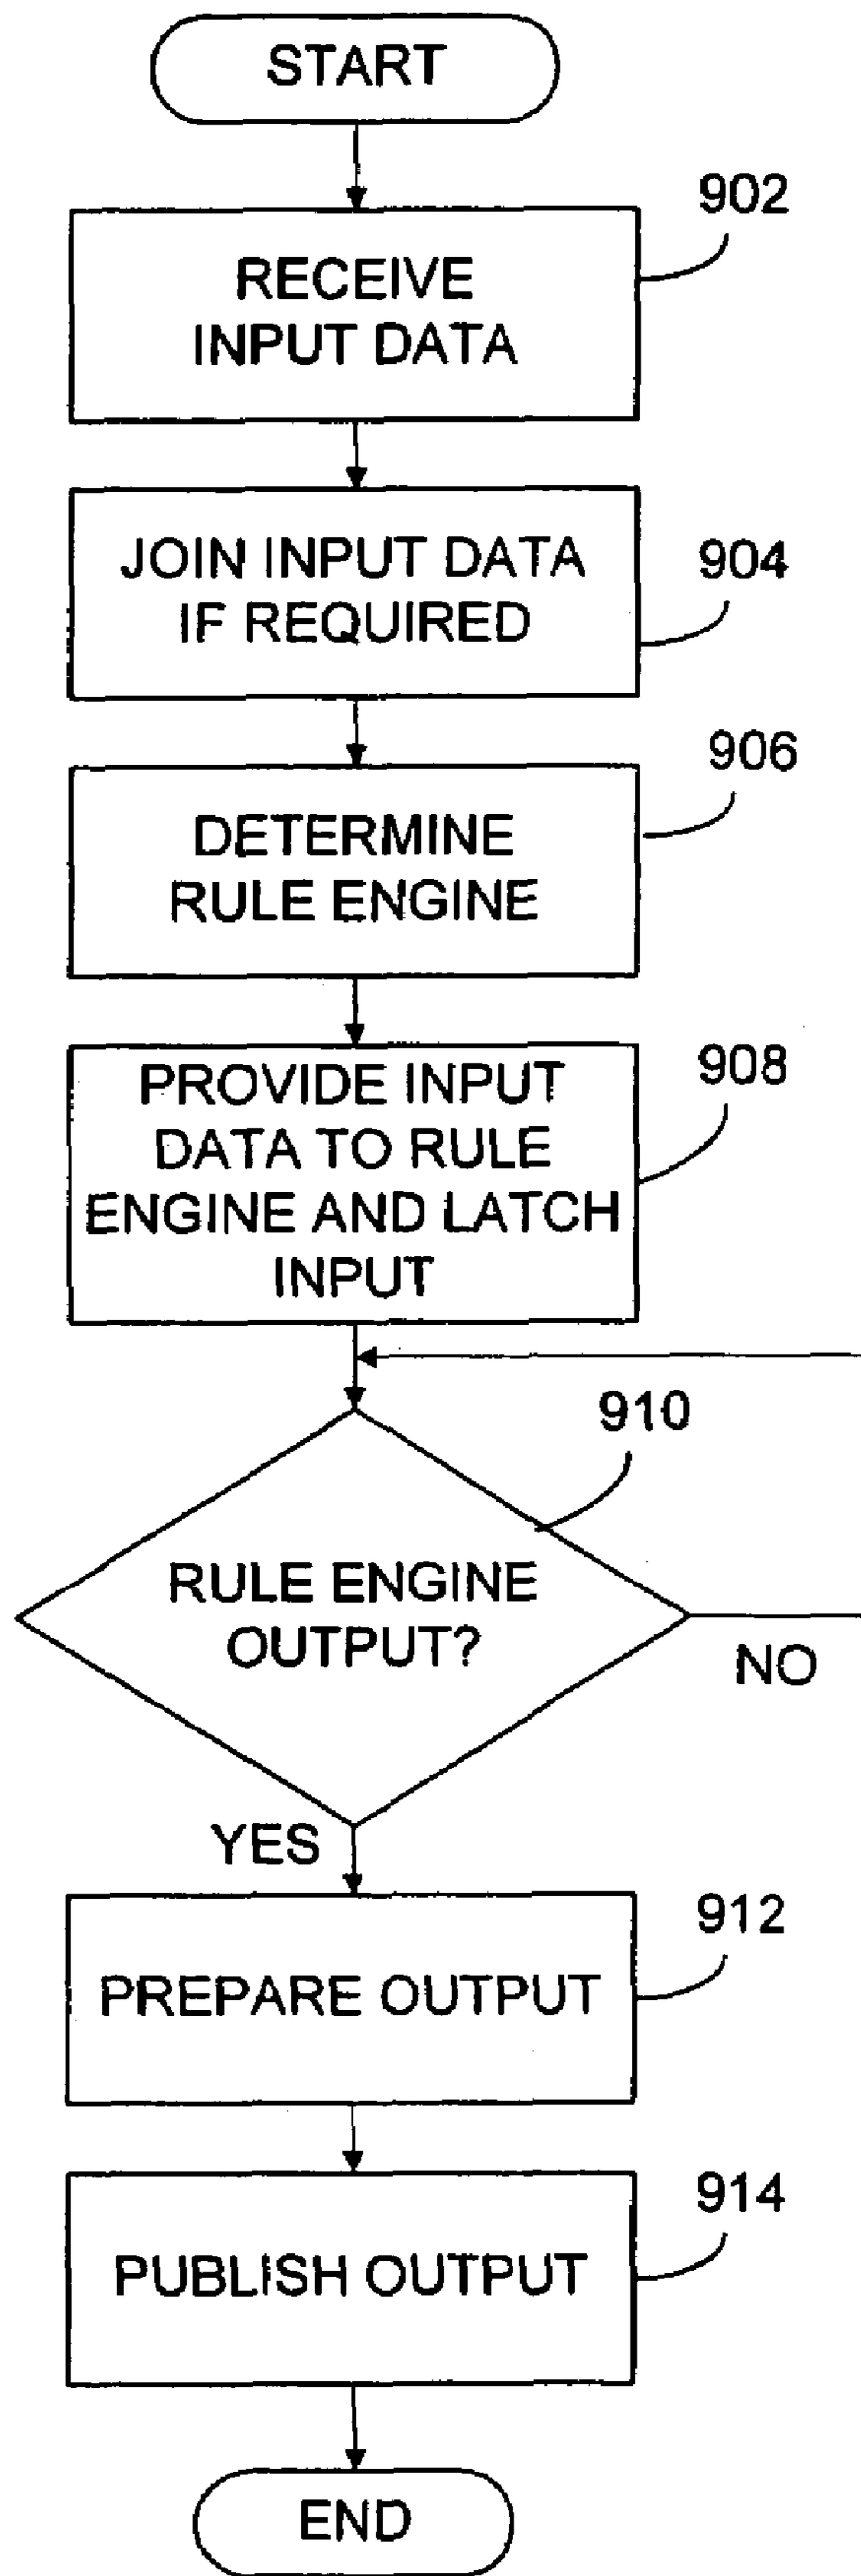 START
902
RECEIVE
INPUT DATA
JOIN INPUT DATA
IF REQUIRED
904
906
DETERMINE
RULE ENGINE
908
PROVIDE INPUT
DATA TO RULE
ENGINE AND LATCH
INPUT
910
RULE ENGINE
OUTPUT?
NO
YES
912
PREPARE OUTPUT
914
PUBLISH OUTPUT
END